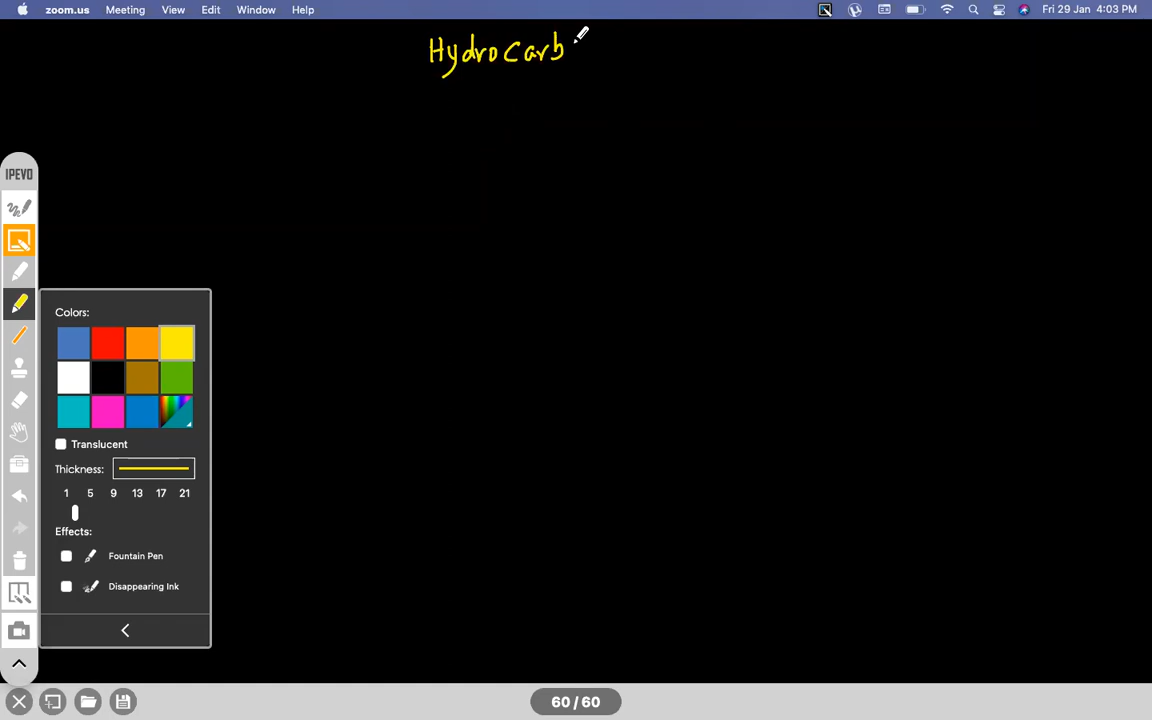 zoom.us Meeting View Edit Window Help Fri 29 Jan 4:03 PM
HydroCarb
IPEVO
Colors:
Translucent
Thickness:
1 5 9 13 17 21
Effects:
Fountain Pen
Disappearing Ink
60 / 60